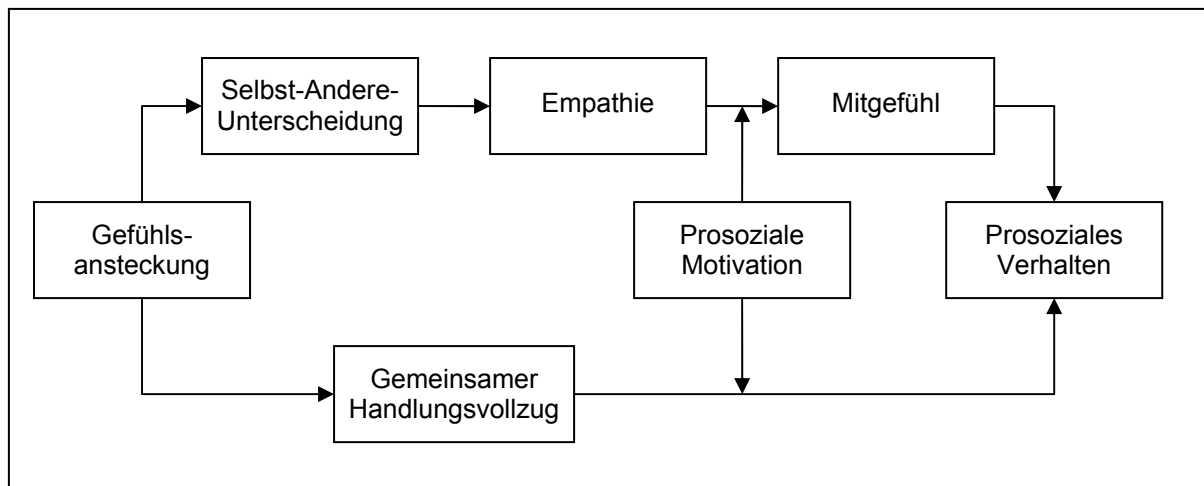 Selbst-Andere-
Unterscheidung
Empathie
Mitgefühl
Gefühls-
ansteckung
Prosoziale
Motivation
Prosoziales
Verhalten
Gemeinsamer
Handlungsvollzug